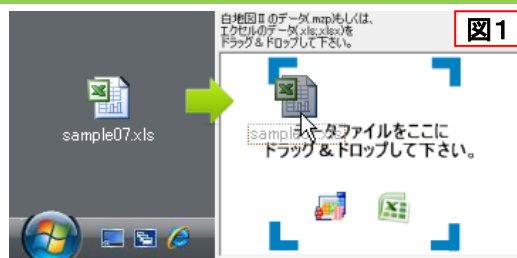 白地図Ⅱのデータ(.mzp)もしくは、
エクセルのデータ(xls;xlsx)を
ドラッグ&ドロップして下さい。
図1
sample07.xls
タファイルをここに
ドラッグ&ドロップして下さい。